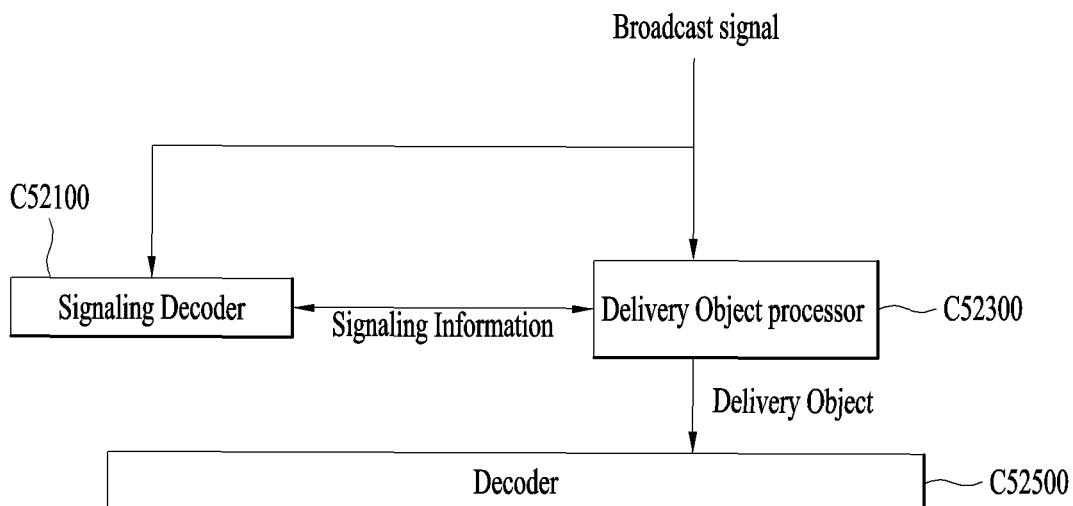 Broadcast signal
C52100
Signaling Decoder
Signaling Information
Delivery Object processor
C52300
Delivery Object
Decoder
C52500